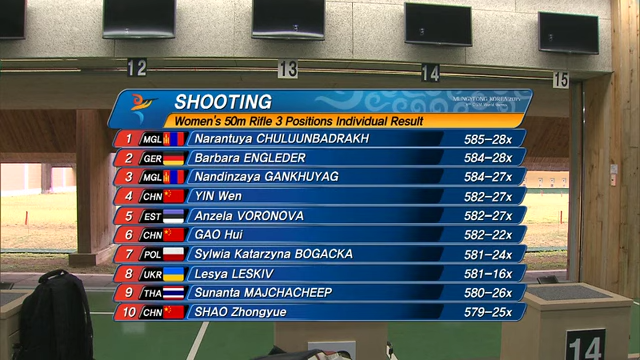 12
13
14
15
SHOOTING
MUNGYEONG KOREA 2015
Women's 50m Rifle 3 Positions Individual Result
1 MGL Narantuya CHULUUNBADRAKH 585-28x
2 GER Barbara ENGLEDER 584-28x
3 MGL Nandinzaya GANKHUYAG 584-27x
4 CHN YIN Wen 582-27x
5 EST Anzela VORONOVA 582-27x
6 CHN GAO Hui 582-22x
7 POL Sylwia Katarzyna BOGACKA 581-24x
8 UKR Lesya LESKIV 581-16x
9 THA Sunanta MAJCHACHEEP 580-26x
10 CHN SHAO Zhongyue 579-25x
14